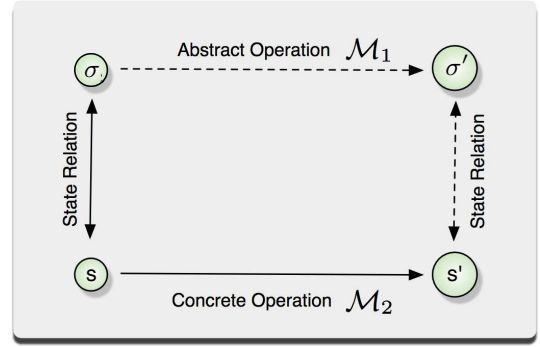 Abstract Operation ℳ₁
σ
σ'
State Relation
State Relation
s
s'
Concrete Operation ℳ₂